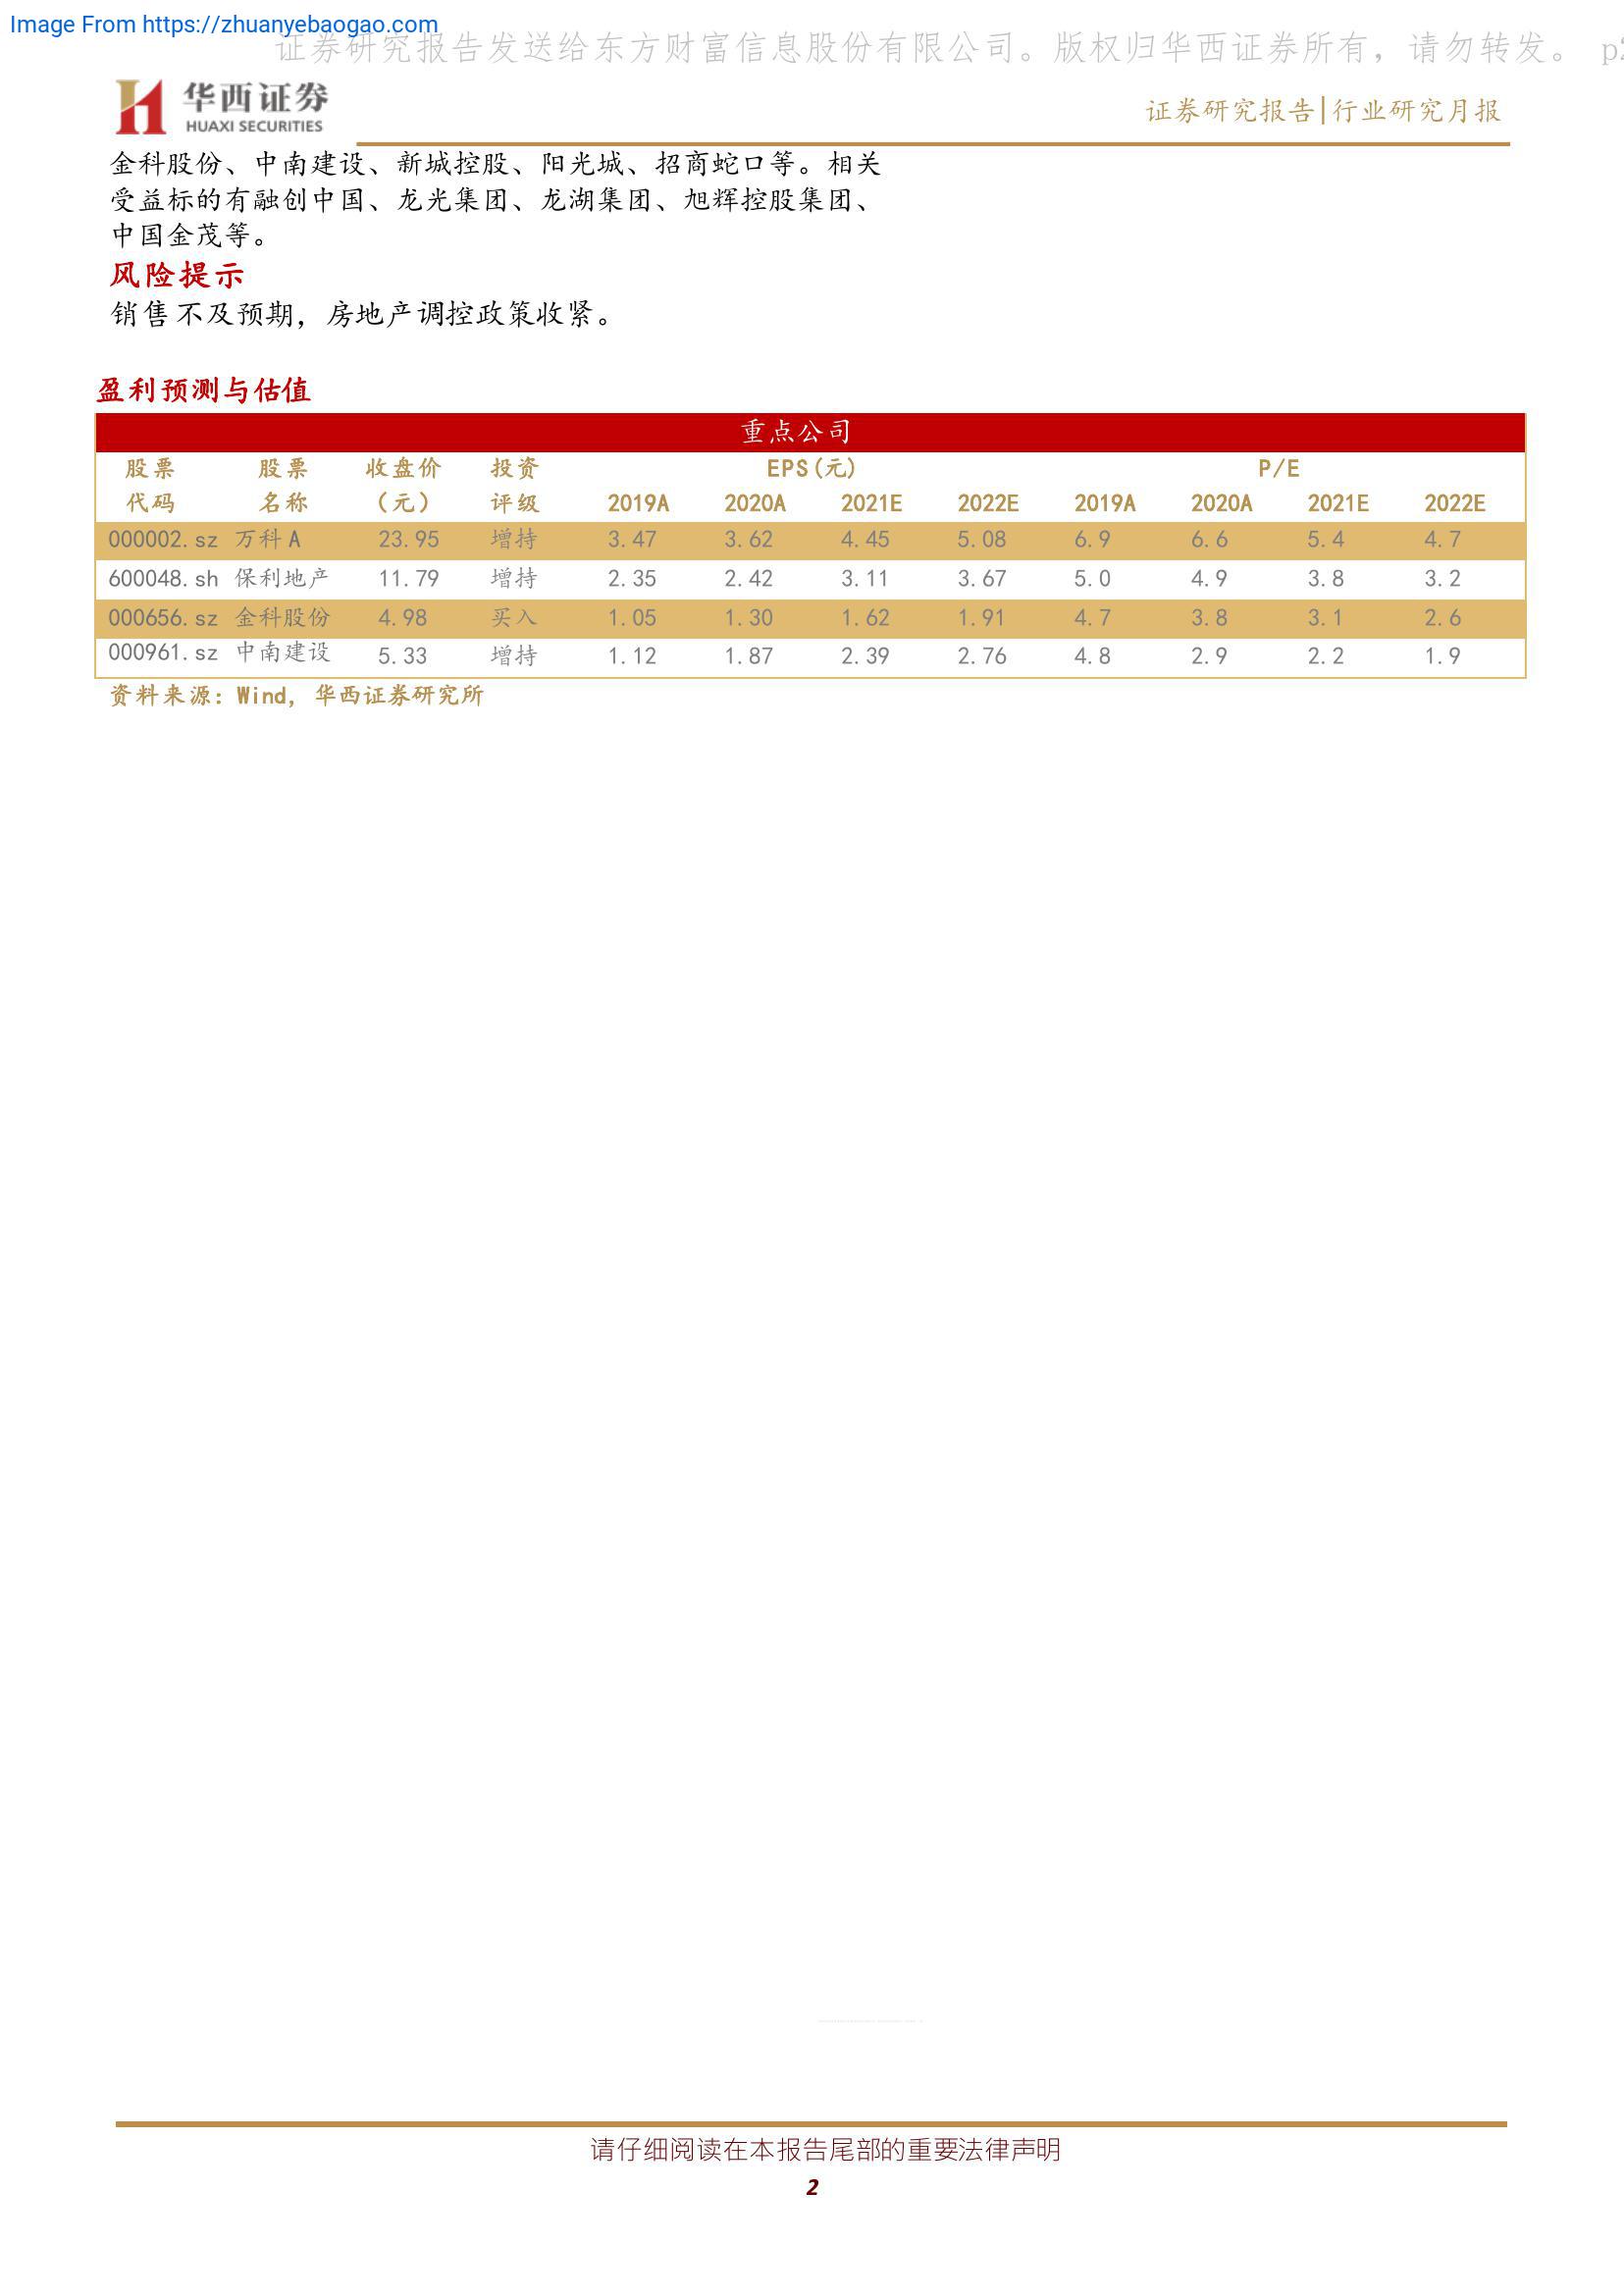 Image From https://zhuanyebaogao.com
证券研究报告发送给东方财富信息股份有限公司。版权归华西证券所有，请勿转发。 p2
华西证券
HUAXI SECURITIES
证券研究报告|行业研究月报
金科股份、中南建设、新城控股、阳光城、招商蛇口等。相关
受益标的有融创中国、龙光集团、龙湖集团、旭辉控股集团、
中国金茂等。
风险提示
销售不及预期，房地产调控政策收紧。
盈利预测与估值
重点公司
股票 股票 收盘价 投资 EPS(元) P/E
代码 名称 （元） 评级 2019A 2020A 2021E 2022E 2019A 2020A 2021E 2022E
000002.sz 万科A 23.95 增持 3.47 3.62 4.45 5.08 6.9 6.6 5.4 4.7
600048.sh 保利地产 11.79 增持 2.35 2.42 3.11 3.67 5.0 4.9 3.8 3.2
000656.sz 金科股份 4.98 买入 1.05 1.30 1.62 1.91 4.7 3.8 3.1 2.6
000961.sz 中南建设 5.33 增持 1.12 1.87 2.39 2.76 4.8 2.9 2.2 1.9
资料来源：Wind，华西证券研究所
请仔细阅读在本报告尾部的重要法律声明
2